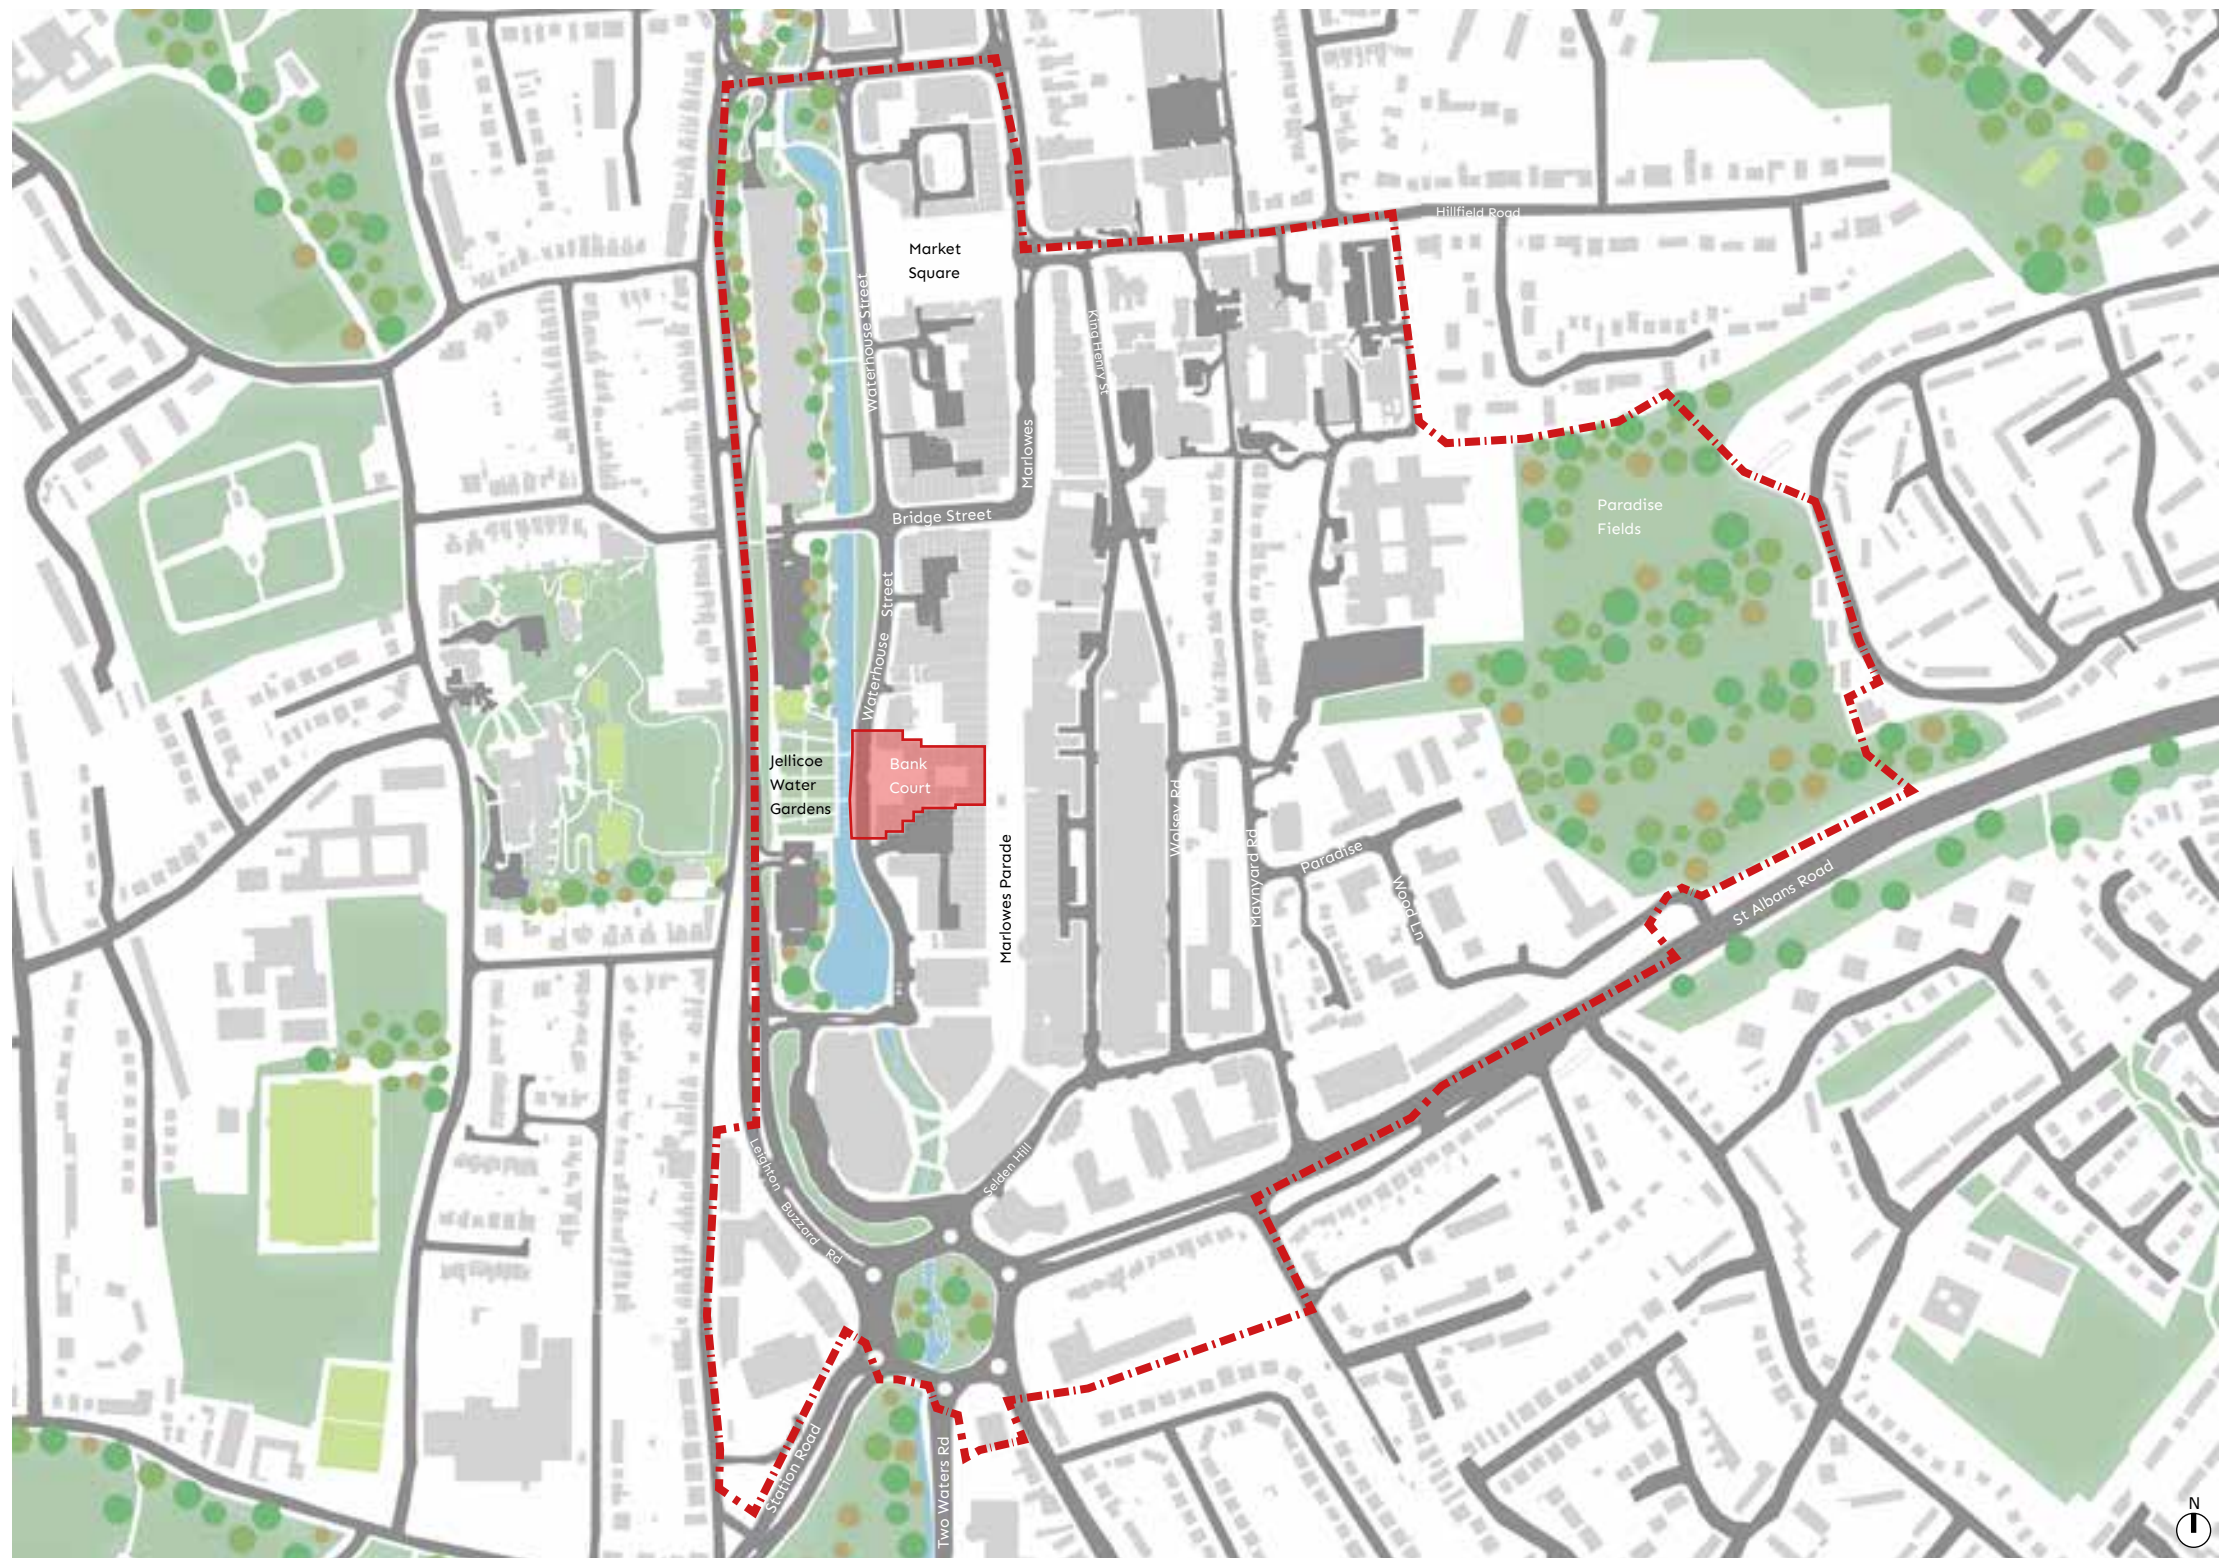 Hillfield Road
Market
Square
Waterhouse Street
King Henry St
Marlowes
Paradise
Fields
Bridge Street
Waterhouse Street
Jellicoe
Water
Gardens
Bank
Court
Marlowes Parade
Wolsey Rd
Maynyard Rd
Paradise
Wood Ln
St Albans Road
Leighton Buzzard Rd
Selden Hill
Station Road
Two Waters Rd
N